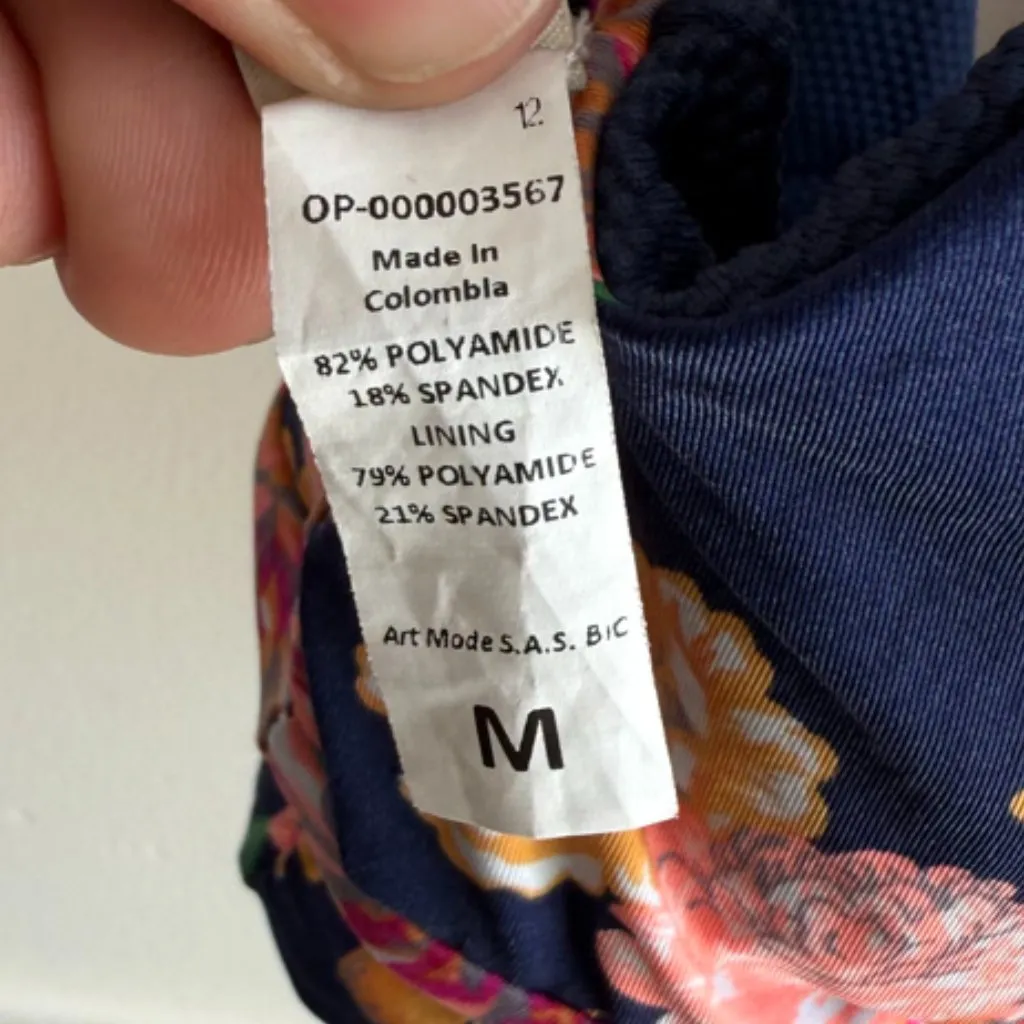 12.
OP-000003567
Made In
Colombia
82% POLYAMIDE
18% SPANDEX
LINING
79% POLYAMIDE
21% SPANDEX
Art Mode S.A.S. BIC
M